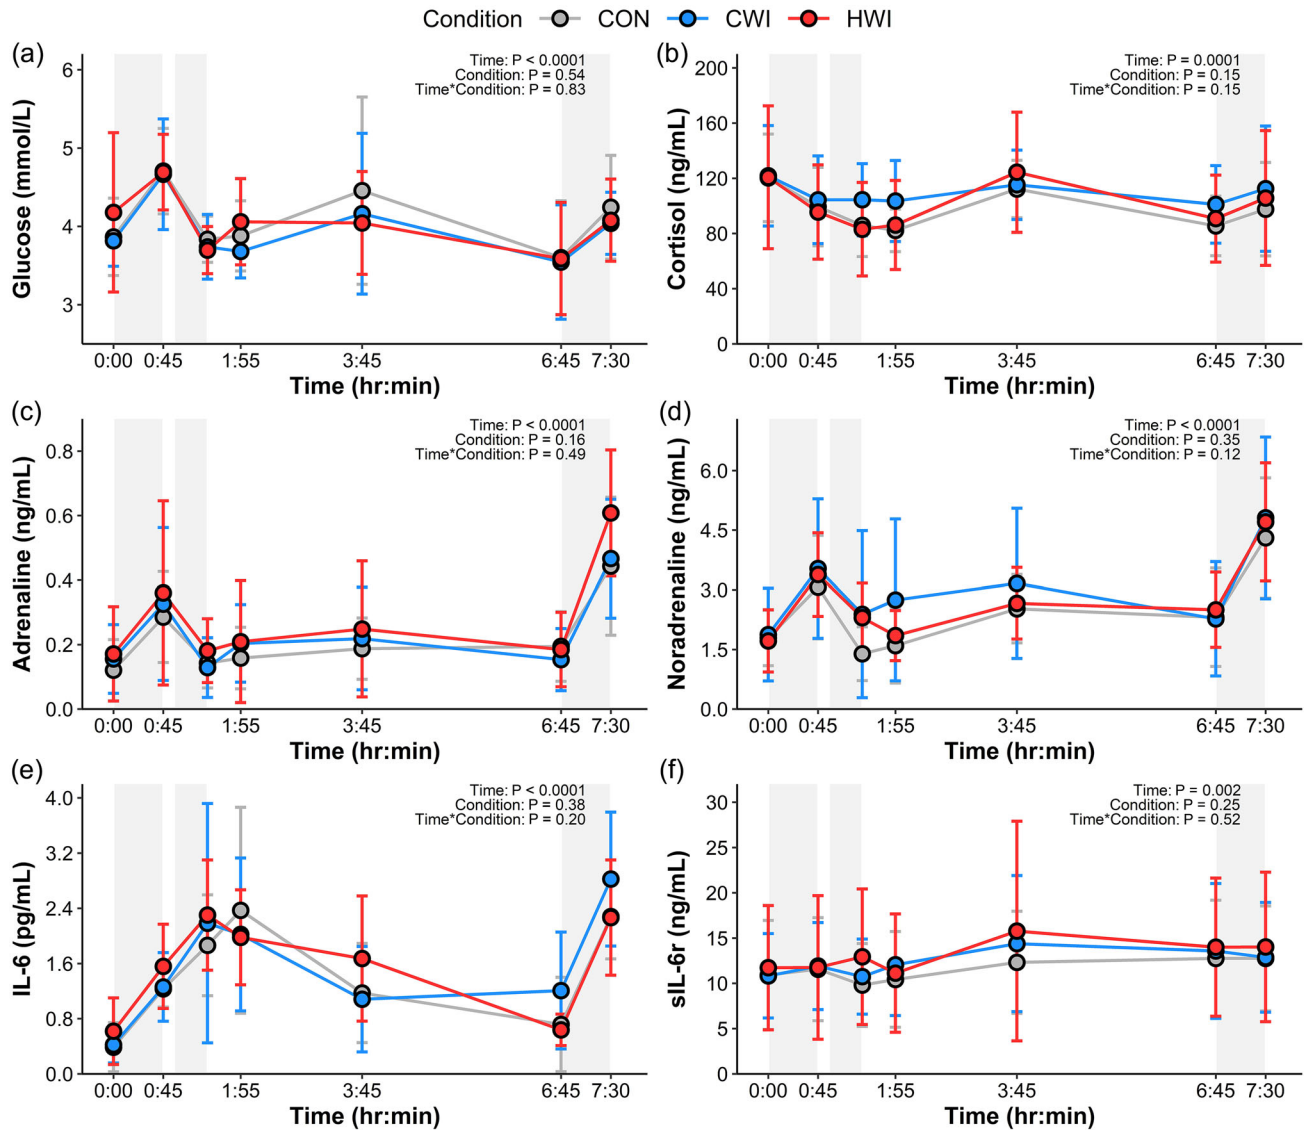 Condition CON CWI HWI
(a)
Time: P < 0.0001
Condition: P = 0.54
Time*Condition: P = 0.83
Glucose (mmol/L)
6
5
4
3
0:00 0:45 1:55 3:45 6:45 7:30
Time (hr:min)
(b)
Time: P = 0.0001
Condition: P = 0.15
Time*Condition: P = 0.15
Cortisol (ng/mL)
200
160
120
80
40
0
0:00 0:45 1:55 3:45 6:45 7:30
Time (hr:min)
(c)
Time: P < 0.0001
Condition: P = 0.16
Time*Condition: P = 0.49
Adrenaline (ng/mL)
0.8
0.6
0.4
0.2
0.0
0:00 0:45 1:55 3:45 6:45 7:30
Time (hr:min)
(d)
Time: P < 0.0001
Condition: P = 0.35
Time*Condition: P = 0.12
Noradrenaline (ng/mL)
6.0
4.5
3.0
1.5
0.0
0:00 0:45 1:55 3:45 6:45 7:30
Time (hr:min)
(e)
Time: P < 0.0001
Condition: P = 0.38
Time*Condition: P = 0.20
IL-6 (pg/mL)
4.0
3.2
2.4
1.6
0.8
0.0
0:00 0:45 1:55 3:45 6:45 7:30
Time (hr:min)
(f)
Time: P = 0.002
Condition: P = 0.25
Time*Condition: P = 0.52
sIL-6r (ng/mL)
30
25
20
15
10
5
0
0:00 0:45 1:55 3:45 6:45 7:30
Time (hr:min)